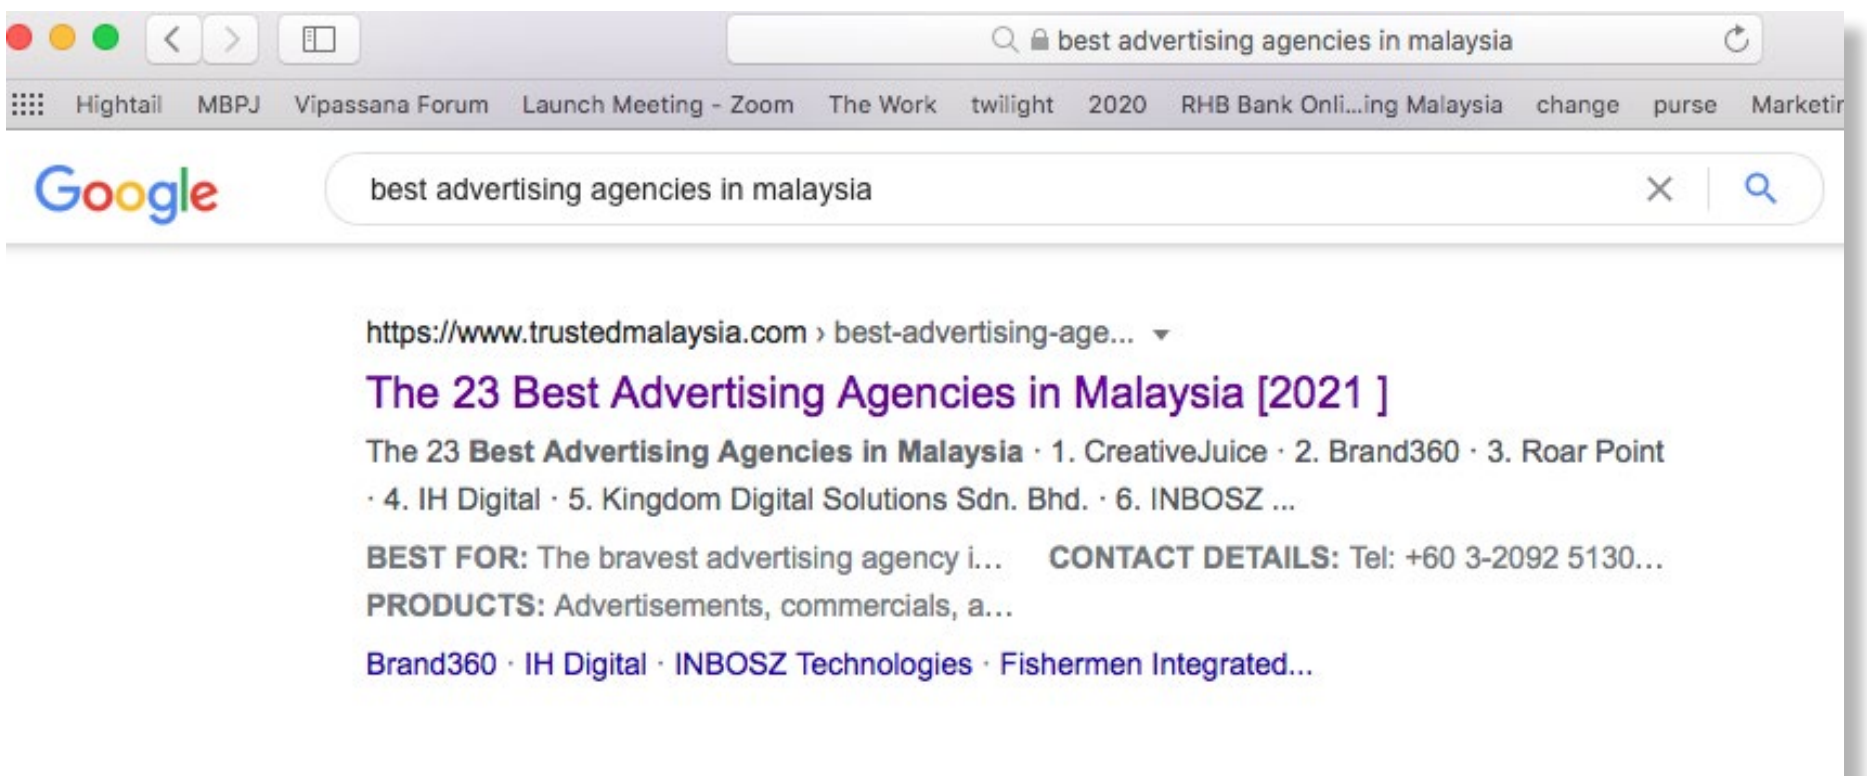 best advertising agencies in malaysia
Hightail MBPJ Vipassana Forum Launch Meeting - Zoom The Work twilight 2020 RHB Bank Onli...ing Malaysia change purse Marketin
Google best advertising agencies in malaysia
https://www.trustedmalaysia.com › best-advertising-age...
The 23 Best Advertising Agencies in Malaysia [2021 ]
The 23 Best Advertising Agencies in Malaysia · 1. CreativeJuice · 2. Brand360 · 3. Roar Point
· 4. IH Digital · 5. Kingdom Digital Solutions Sdn. Bhd. · 6. INBOSZ ...
BEST FOR: The bravest advertising agency i... CONTACT DETAILS: Tel: +60 3-2092 5130...
PRODUCTS: Advertisements, commercials, a...
Brand360 · IH Digital · INBOSZ Technologies · Fishermen Integrated...